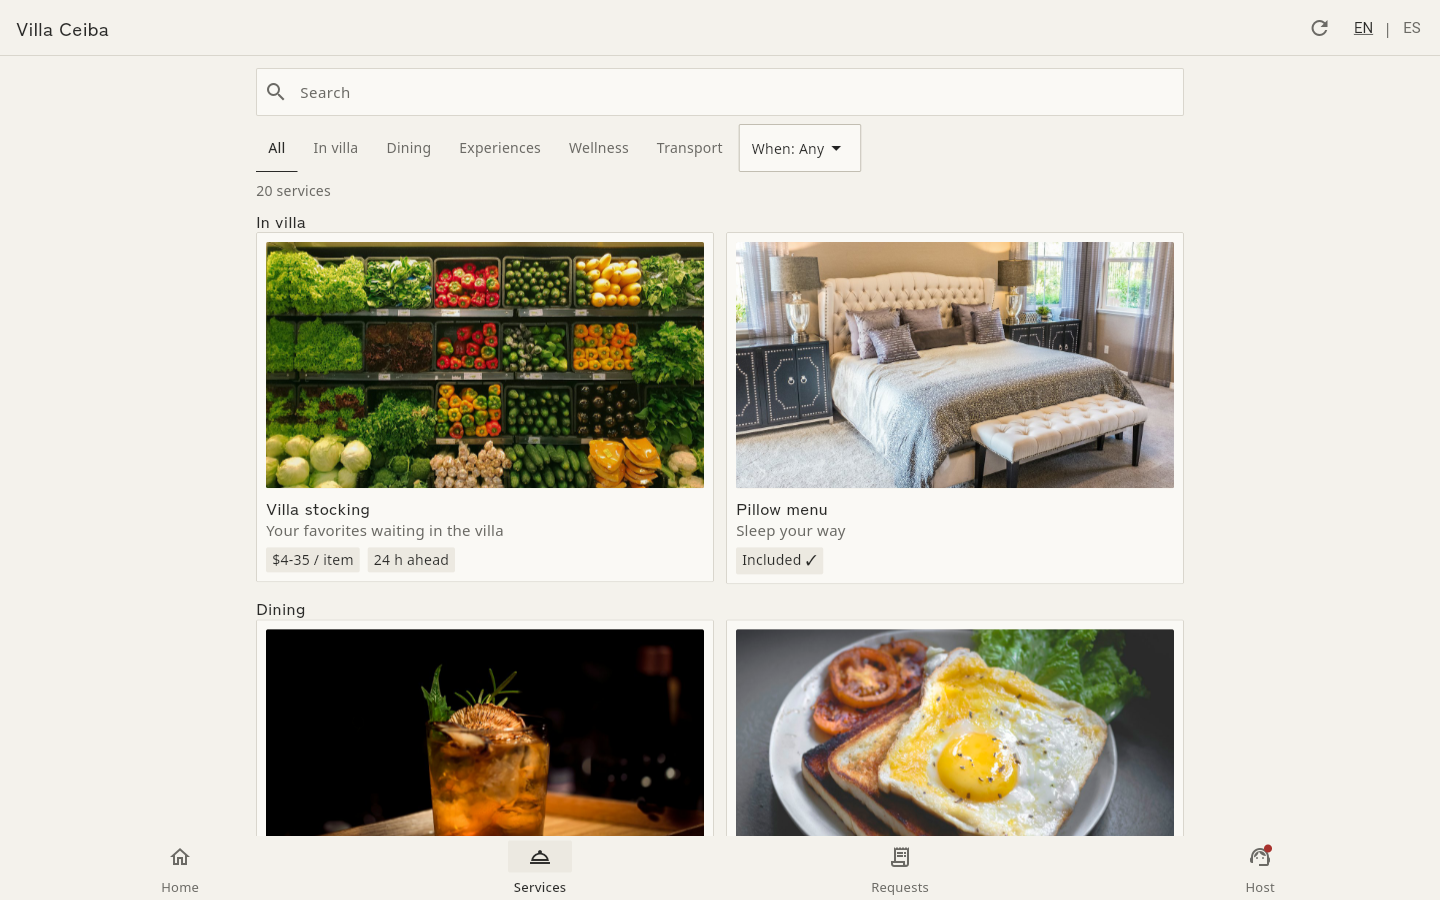 Villa Ceiba
EN | ES
Search
All In villa Dining Experiences Wellness Transport When: Any
20 services
In villa
Villa stocking
Your favorites waiting in the villa
$4-35 / item 24 h ahead
Pillow menu
Sleep your way
Included ✓
Dining
Home Services Requests Host